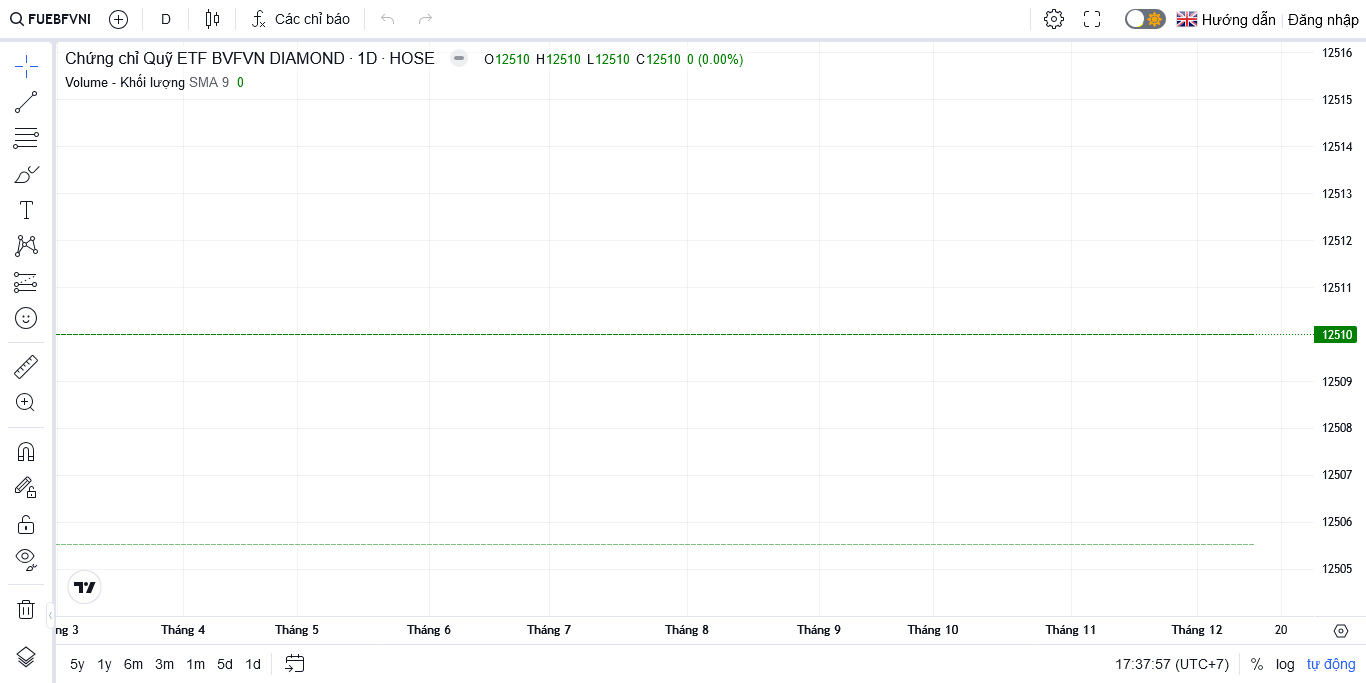 FUEBFVNI D Các chỉ báo Hướng dẫn Đăng nhập
Chứng chỉ Quỹ ETF BVFVN DIAMOND · 1D · HOSE O12510 H12510 L12510 C12510 0 (0.00%)
Volume - Khối lượng SMA 9 0
12516
12515
12514
12513
12512
12511
12510
12509
12508
12507
12506
12505
ng 3 Tháng 4 Tháng 5 Tháng 6 Tháng 7 Tháng 8 Tháng 9 Tháng 10 Tháng 11 Tháng 12 20
5y 1y 6m 3m 1m 5d 1d 17:37:57 (UTC+7) % log tự động